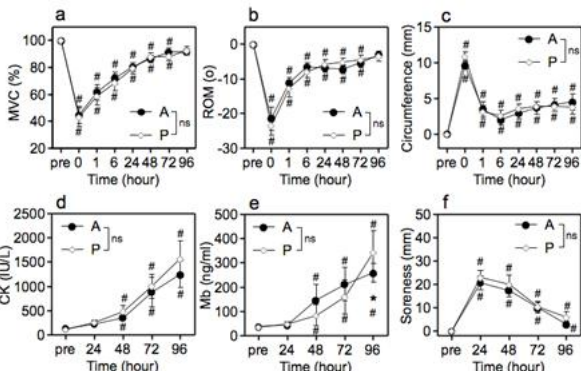 a
b
c
MVC (%)
100
80
60
40
20
# # # # # #
# # # # #
A
P
ns
pre 0 1 6 24 48 72 96
Time (hour)
ROM (o)
0
-10
-20
-30
# # # # # #
A
P
ns
pre 0 1 6 24 48 72 96
Time (hour)
Circumference (mm)
15
10
5
0
# # # # # # #
# # # # # # #
A
P
ns
pre 0 1 6 24 48 72 96
Time (hour)
d
e
f
CK (IU/L)
2500
2000
1500
1000
500
0
# # #
# # #
A
P
ns
pre 24 48 72 96
Time (hour)
Mb (ng/ml)
500
400
300
200
100
0
# # #
*
# # #
A
P
ns
pre 24 48 72 96
Time (hour)
Soreness (mm)
50
40
30
20
10
0
# # # #
# # # #
A
P
ns
pre 24 48 72 96
Time (hour)